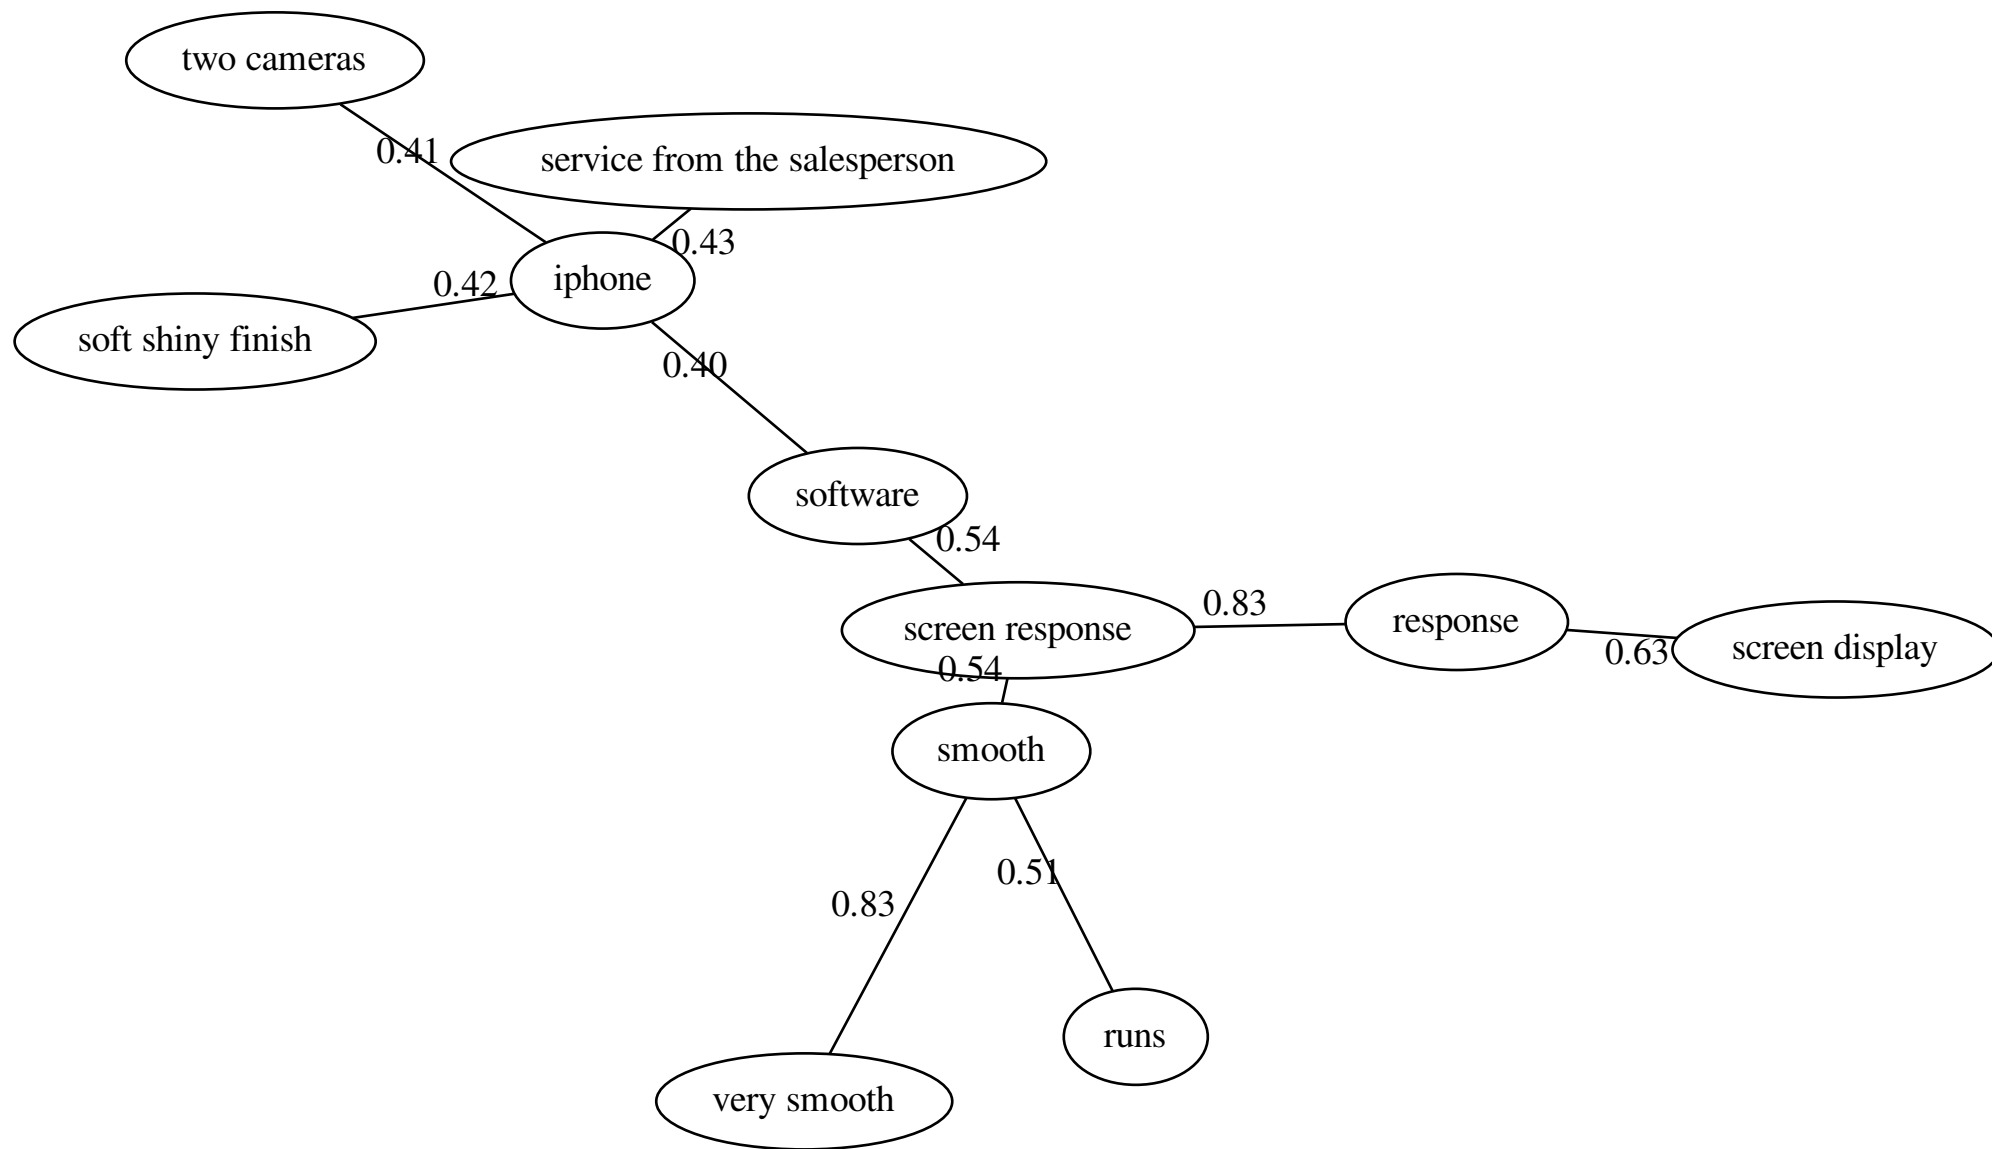 two cameras
0.41
service from the salesperson
0.43
iphone
0.42
soft shiny finish
0.40
software
0.54
screen response
0.83
response
0.63
screen display
0.54
smooth
0.83
0.51
runs
very smooth